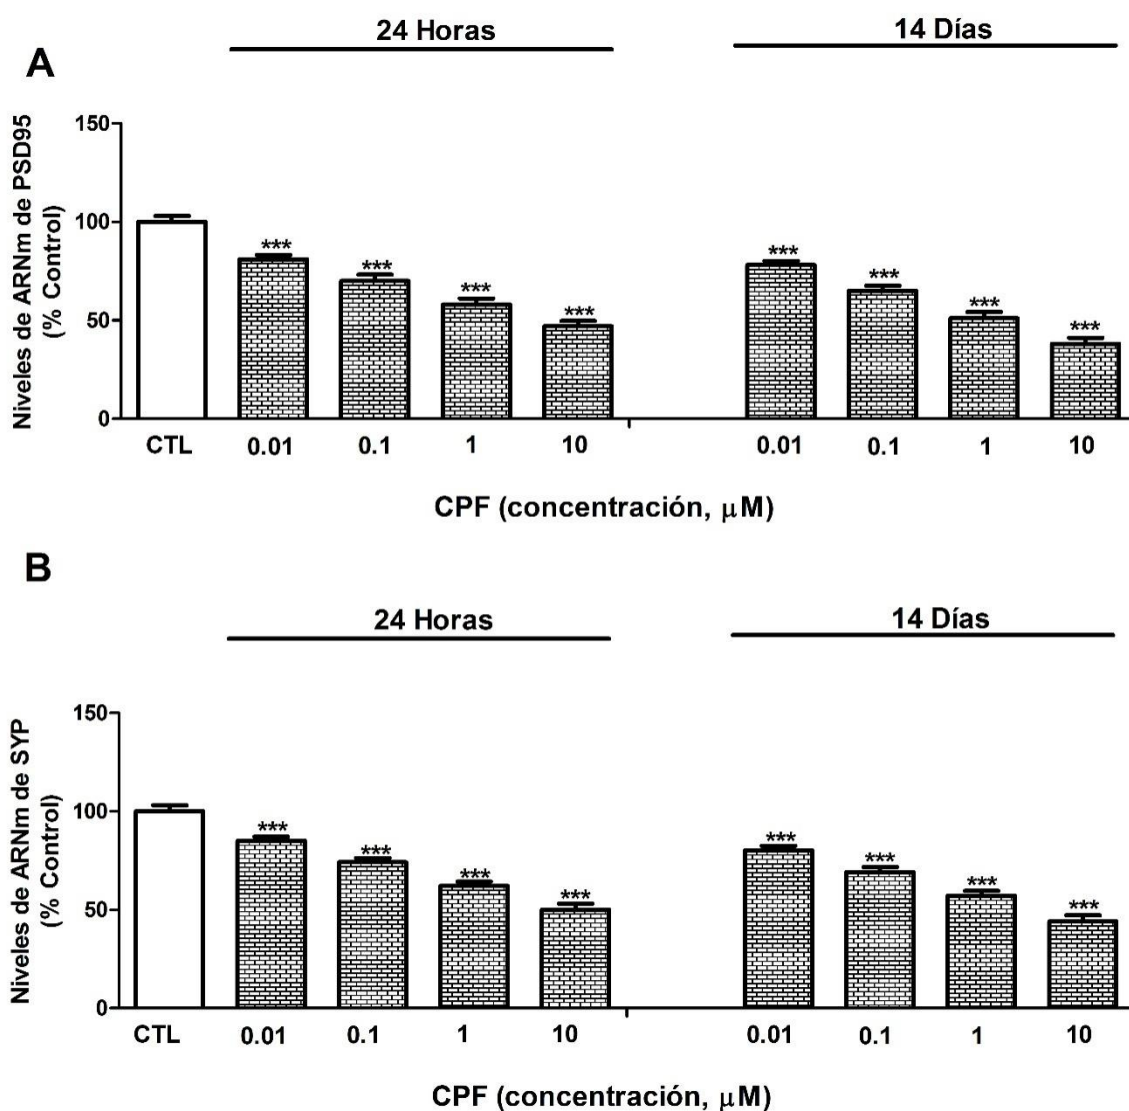 24 Horas
14 Días
A
Niveles de ARNm de PSD95
(% Control)
150
100
50
0
***
***
***
***
***
***
***
***
CTL
0.01
0.1
1
10
0.01
0.1
1
10
CPF (concentración, μM)
B
24 Horas
14 Días
Niveles de ARNm de SYP
(% Control)
150
100
50
0
***
***
***
***
***
***
***
***
CTL
0.01
0.1
1
10
0.01
0.1
1
10
CPF (concentración, μM)